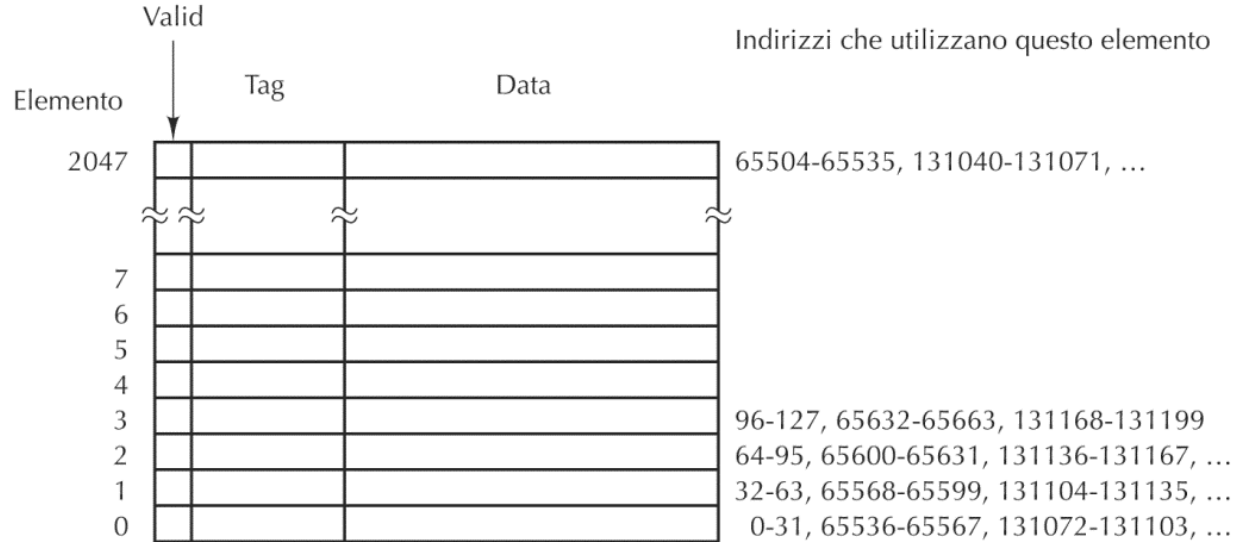 Valid
Indirizzi che utilizzano questo elemento
Elemento
Tag
Data
2047
65504-65535, 131040-131071, …
7
6
5
4
3
96-127, 65632-65663, 131168-131199
2
64-95, 65600-65631, 131136-131167, …
1
32-63, 65568-65599, 131104-131135, …
0
0-31, 65536-65567, 131072-131103, …